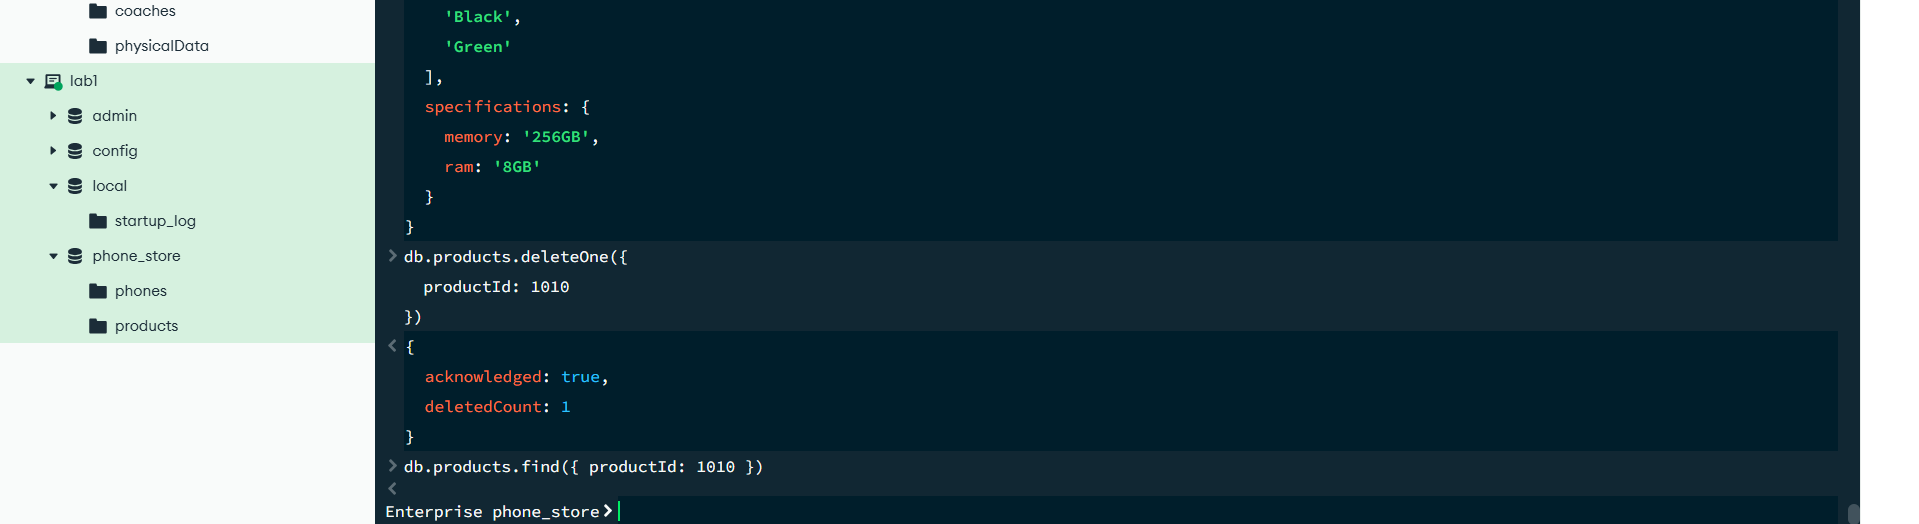 coaches
physicalData
lab1
admin
config
local
startup_log
phone_store
phones
products
'Black',
'Green'
],
specifications: {
memory: '256GB',
ram: '8GB'
}
}
> db.products.deleteOne({
productId: 1010
})
< {
acknowledged: true,
deletedCount: 1
}
> db.products.find({ productId: 1010 })
<
Enterprise phone_store>